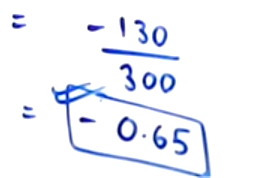 = -130
300
= - 0.65